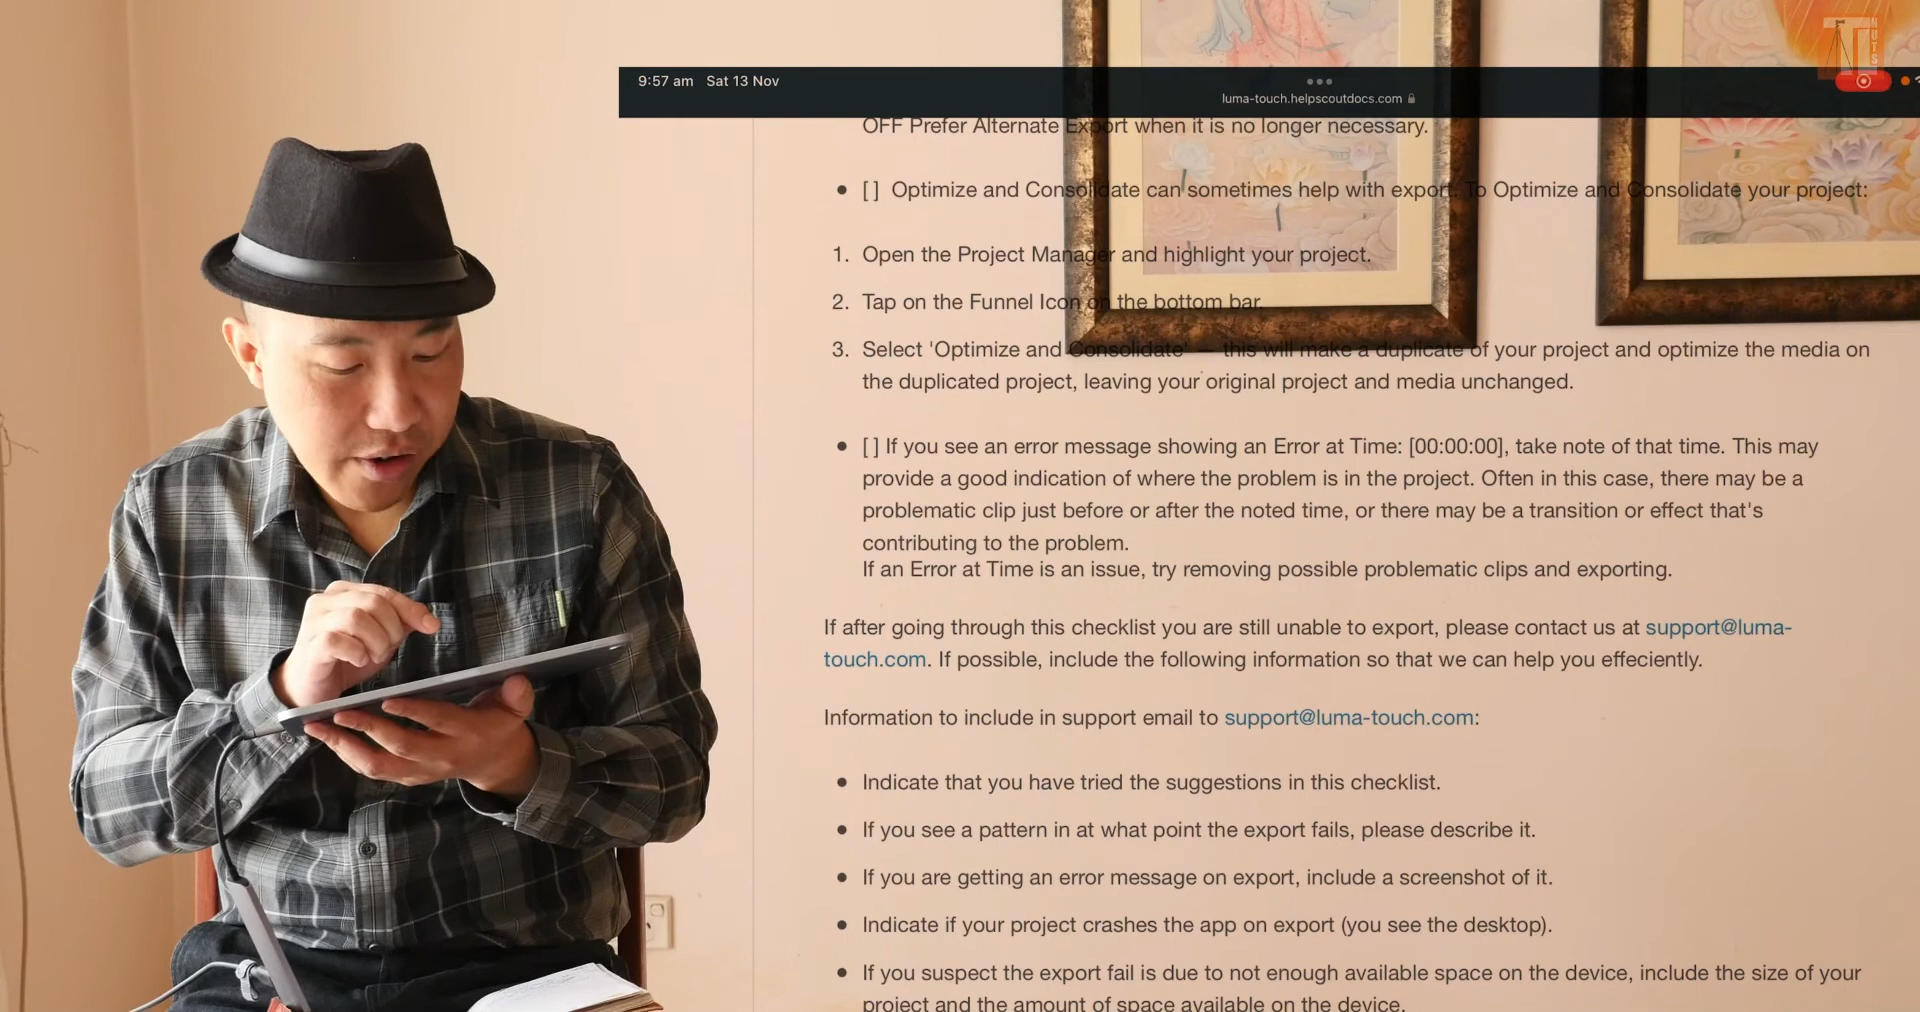 9:57 am Sat 13 Nov
luma-touch.helpscoutdocs.com
OFF Prefer Alternate Export when it is no longer necessary.
[ ] Optimize and Consolidate can sometimes help with export. To Optimize and Consolidate your project:
1. Open the Project Manager and highlight your project.
2. Tap on the Funnel Icon on the bottom bar.
3. Select 'Optimize and Consolidate' this will make a duplicate of your project and optimize the media on
the duplicated project, leaving your original project and media unchanged.
[ ] If you see an error message showing an Error at Time: [00:00:00], take note of that time. This may
provide a good indication of where the problem is in the project. Often in this case, there may be a
problematic clip just before or after the noted time, or there may be a transition or effect that's
contributing to the problem.
If an Error at Time is an issue, try removing possible problematic clips and exporting.
If after going through this checklist you are still unable to export, please contact us at support@luma-
touch.com. If possible, include the following information so that we can help you effeciently.
Information to include in support email to support@luma-touch.com:
Indicate that you have tried the suggestions in this checklist.
If you see a pattern in at what point the export fails, please describe it.
If you are getting an error message on export, include a screenshot of it.
Indicate if your project crashes the app on export (you see the desktop).
If you suspect the export fail is due to not enough available space on the device, include the size of your
project and the amount of space available on the device.